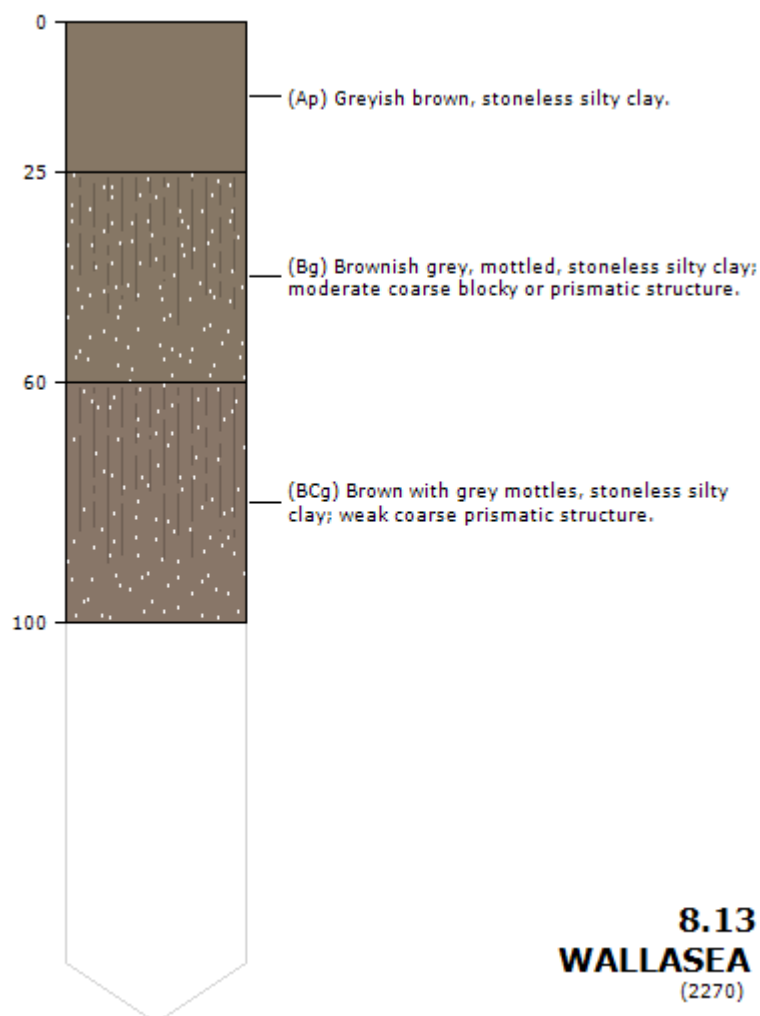 0
(Ap) Greyish brown, stoneless silty clay.
25
(Bg) Brownish grey, mottled, stoneless silty clay;
moderate coarse blocky or prismatic structure.
60
(BCg) Brown with grey mottles, stoneless silty
clay; weak coarse prismatic structure.
100
8.13
WALLASEA
(2270)